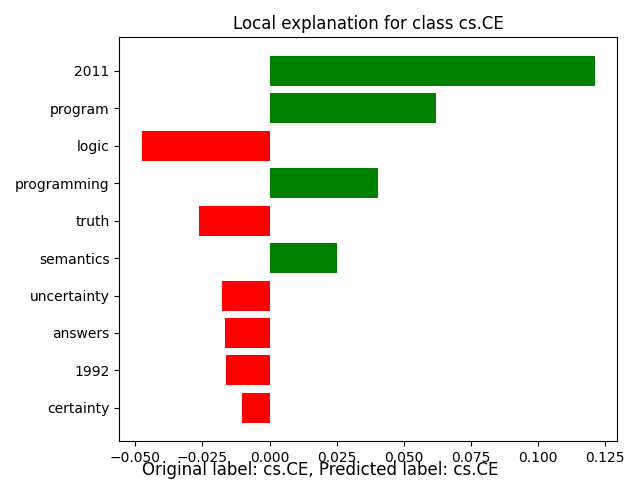 Local explanation for class cs.CE
2011
program
logic
programming
truth
semantics
uncertainty
answers
1992
certainty
−0.050 −0.025 0.000 0.025 0.050 0.075 0.100 0.125
Original label: cs.CE, Predicted label: cs.CE